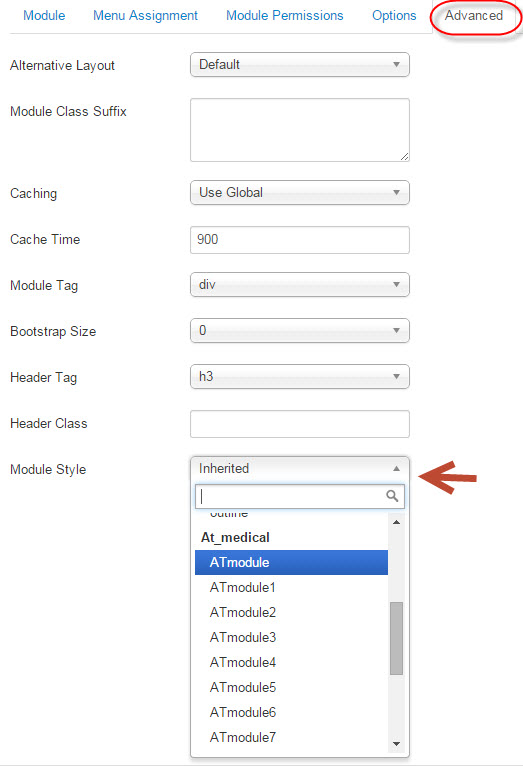 Module Menu Assignment Module Permissions Options Advanced
Alternative Layout Default
Module Class Suffix
Caching Use Global
Cache Time 900
Module Tag div
Bootstrap Size 0
Header Tag h3
Header Class
Module Style Inherited
outline
At_medical
ATmodule
ATmodule1
ATmodule2
ATmodule3
ATmodule4
ATmodule5
ATmodule6
ATmodule7